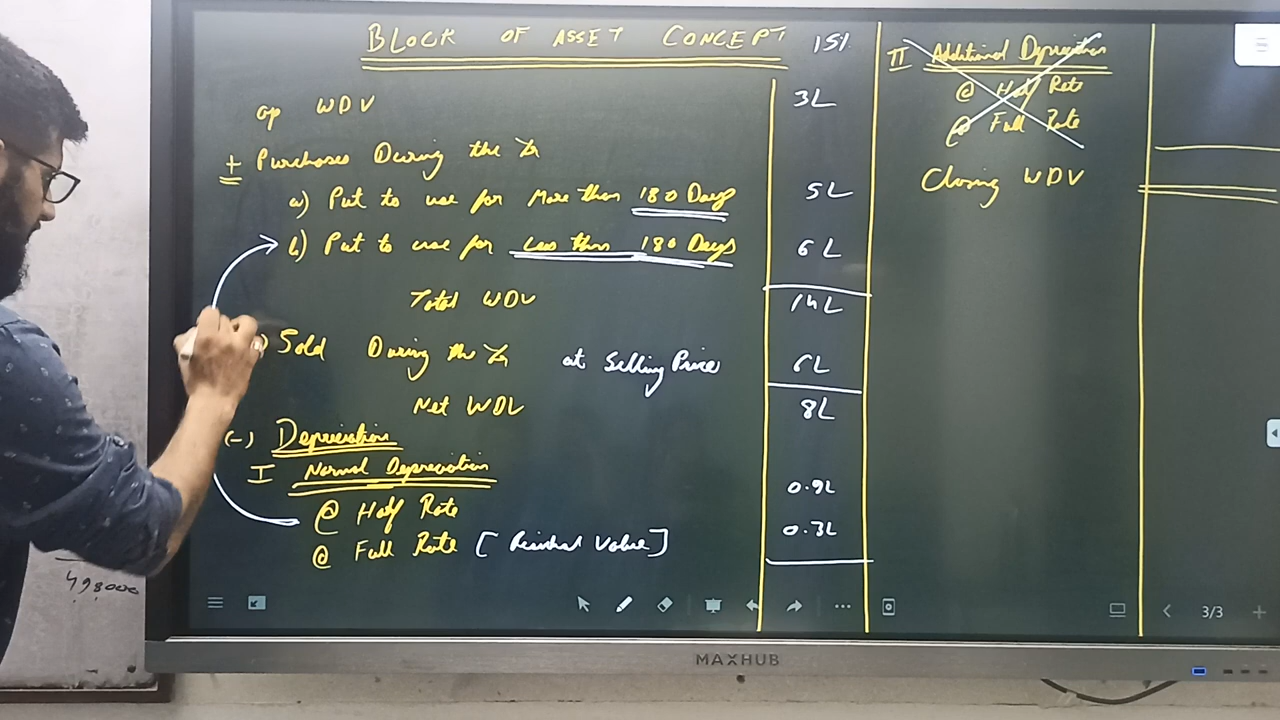 BLOCK OF ASSET CONCEPT 15%
op WDV 3L
+ Purchases During the Yr
a) Put to use for More than 180 Days 5L
b) Put to use for Less than 180 Days 6L
Total WDV 14L
Sold During the Yr at Selling Price 6L
Net WDV 8L
(-) Depreciation
I Normal Depreciation
@ Half Rate 0.9L
@ Full Rate [Residual Value] 0.3L
II Additional Depreciation
@ Half Rate
@ Full Rate
Closing WDV
498000
3/3
MAXHUB